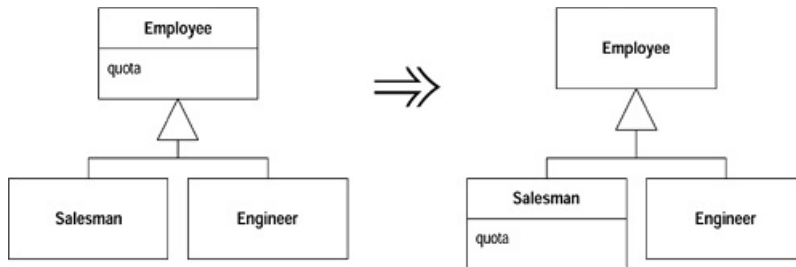 Employee
quota
Salesman
Engineer
Employee
Salesman
quota
Engineer